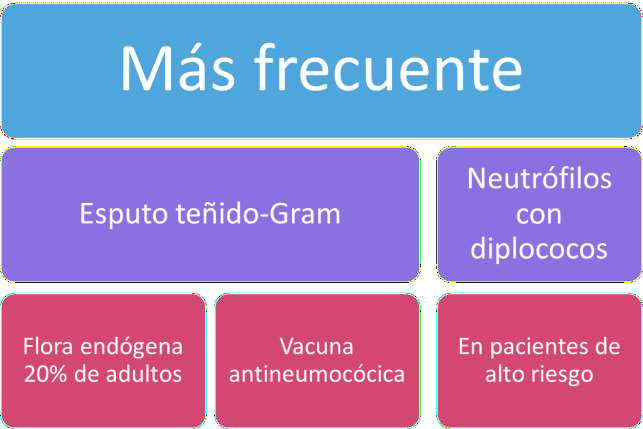 Más frecuente
Esputo teñido-Gram
Neutrófilos
con
diplococos
Flora endógena
20% de adultos
Vacuna
antineumocócica
En pacientes de
alto riesgo